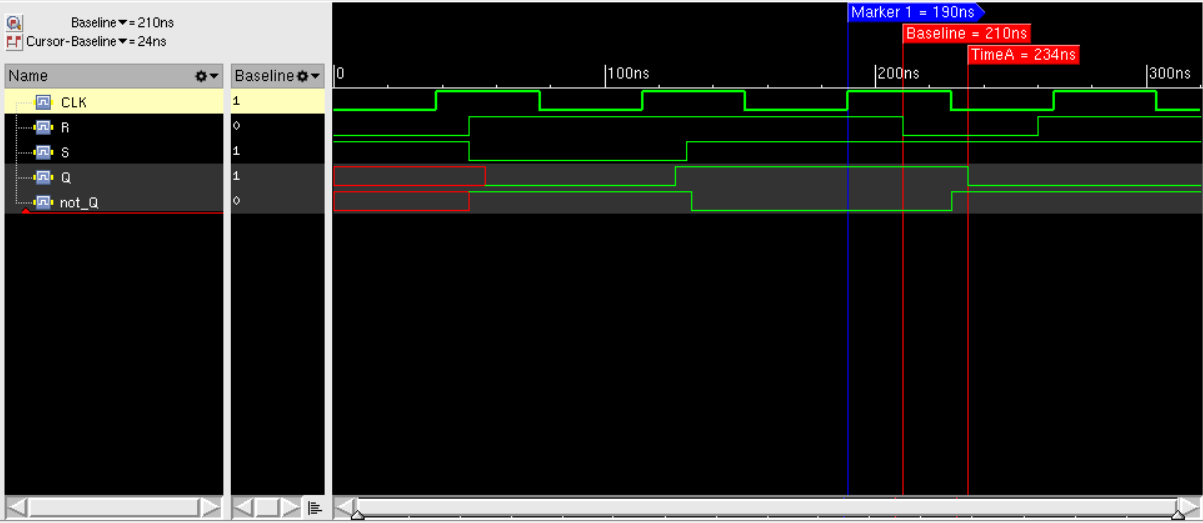 Baseline▼= 210ns
Cursor-Baseline▼= 24ns
Marker 1 = 190ns
Baseline = 210ns
TimeA = 234ns
Name
Baseline
0
100ns
200ns
300ns
CLK
1
R
0
S
1
Q
1
not_Q
0